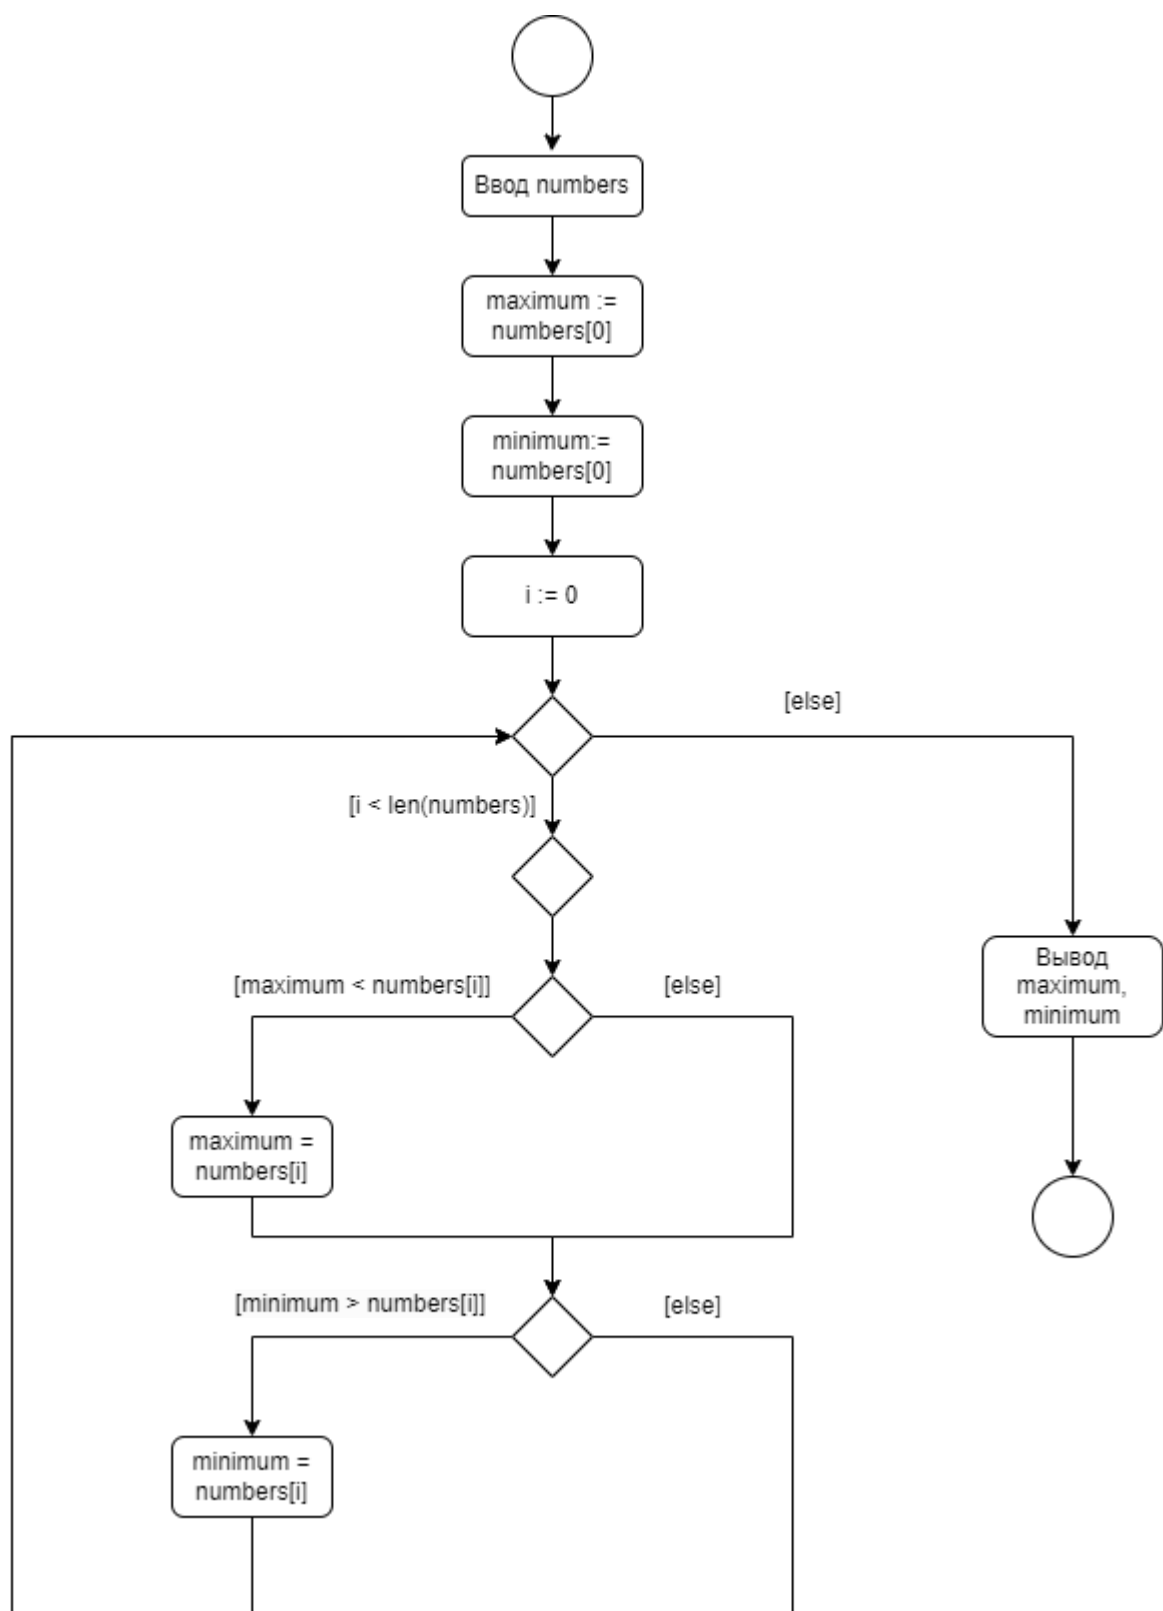 Ввод numbers
maximum :=
numbers[0]
minimum:=
numbers[0]
i := 0
[else]
[i < len(numbers)]
[maximum < numbers[i]]
[else]
Вывод
maximum,
minimum
maximum =
numbers[i]
[minimum > numbers[i]]
[else]
minimum =
numbers[i]